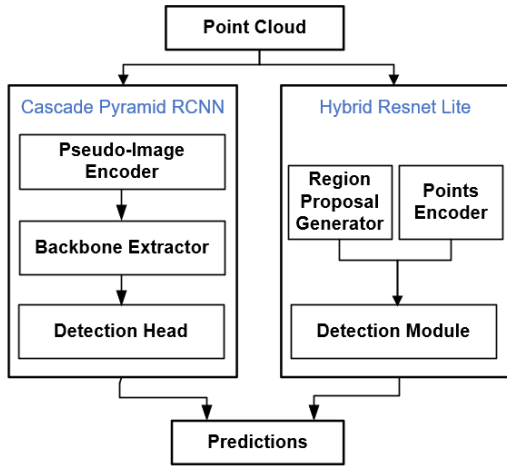 Point Cloud
Cascade Pyramid RCNN
Pseudo-Image
Encoder
Backbone Extractor
Detection Head
Hybrid Resnet Lite
Region
Proposal
Generator
Points
Encoder
Detection Module
Predictions